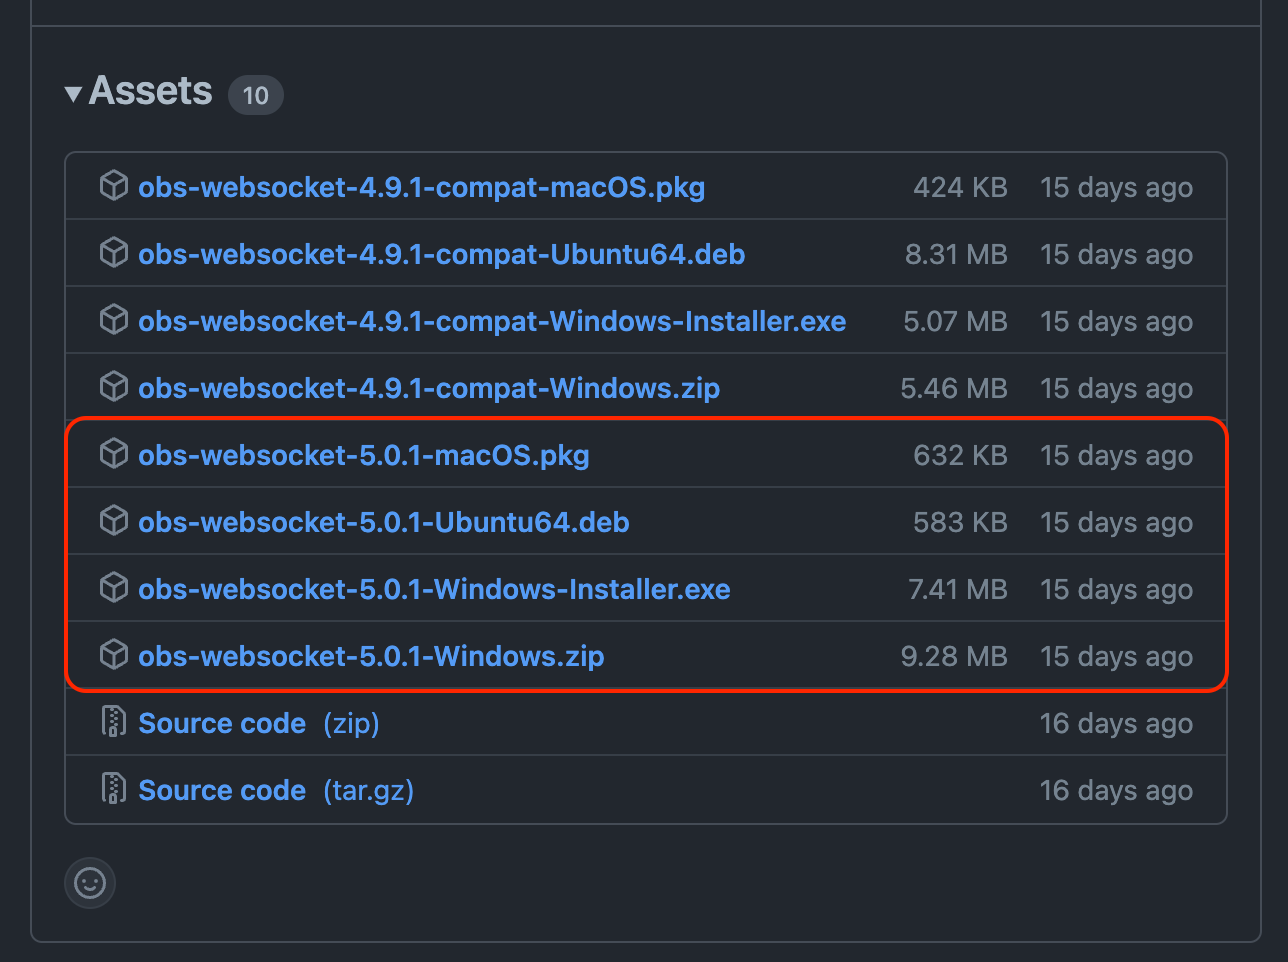 Assets 10
obs-websocket-4.9.1-compat-macOS.pkg 424 KB 15 days ago
obs-websocket-4.9.1-compat-Ubuntu64.deb 8.31 MB 15 days ago
obs-websocket-4.9.1-compat-Windows-Installer.exe 5.07 MB 15 days ago
obs-websocket-4.9.1-compat-Windows.zip 5.46 MB 15 days ago
obs-websocket-5.0.1-macOS.pkg 632 KB 15 days ago
obs-websocket-5.0.1-Ubuntu64.deb 583 KB 15 days ago
obs-websocket-5.0.1-Windows-Installer.exe 7.41 MB 15 days ago
obs-websocket-5.0.1-Windows.zip 9.28 MB 15 days ago
Source code (zip) 16 days ago
Source code (tar.gz) 16 days ago